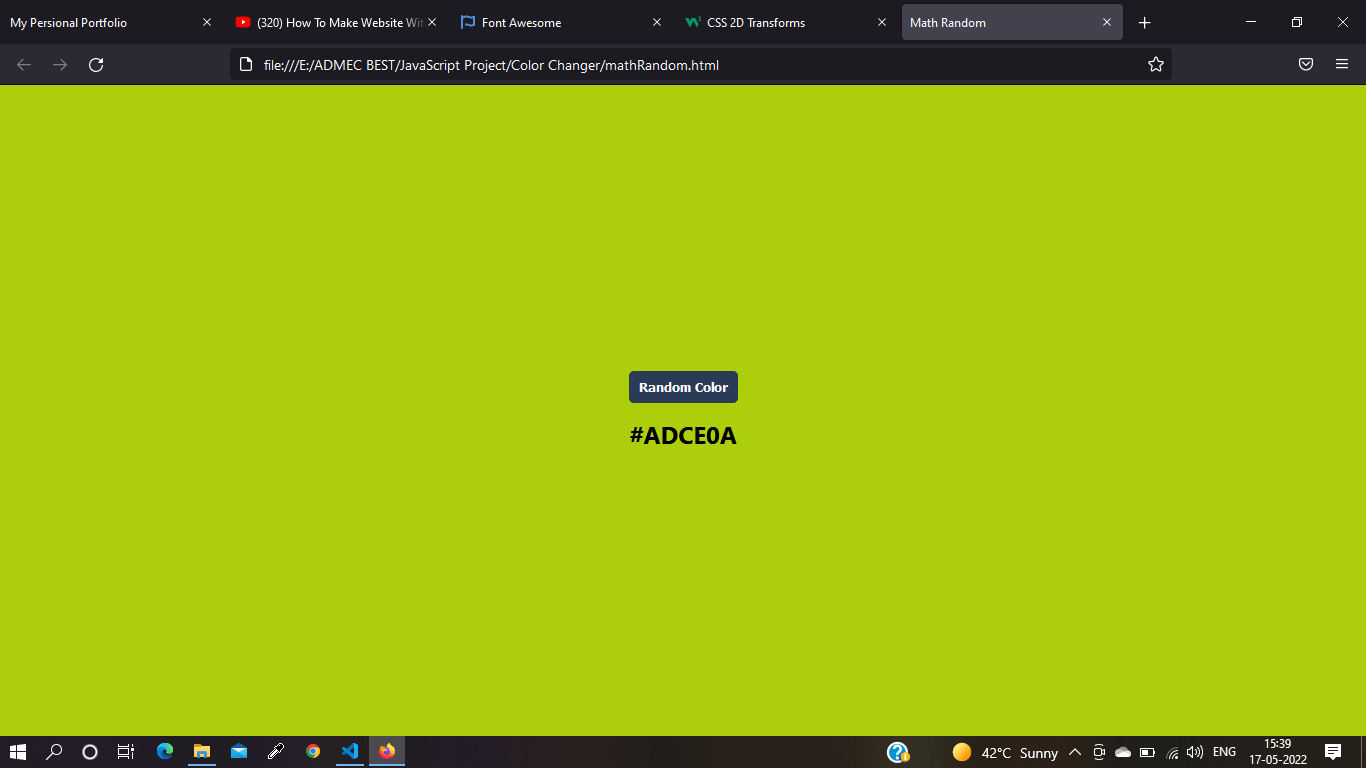 My Persional Portfolio
(320) How To Make Website Wit
Font Awesome
CSS 2D Transforms
Math Random
file:///E:/ADMEC BEST/JavaScript Project/Color Changer/mathRandom.html
Random Color
#ADCE0A
42°C Sunny
ENG
15:39
17-05-2022